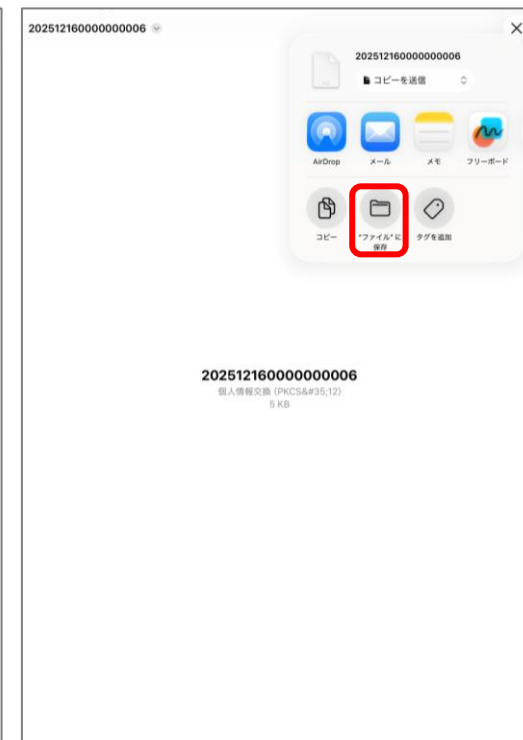 202512160000000006
202512160000000006
コピーを送信
AirDrop
メール
メモ
フリーボード
コピー
"ファイル"に
保存
タグを追加
202512160000000006
個人情報交換 (PKCS&#35;12)
5 KB